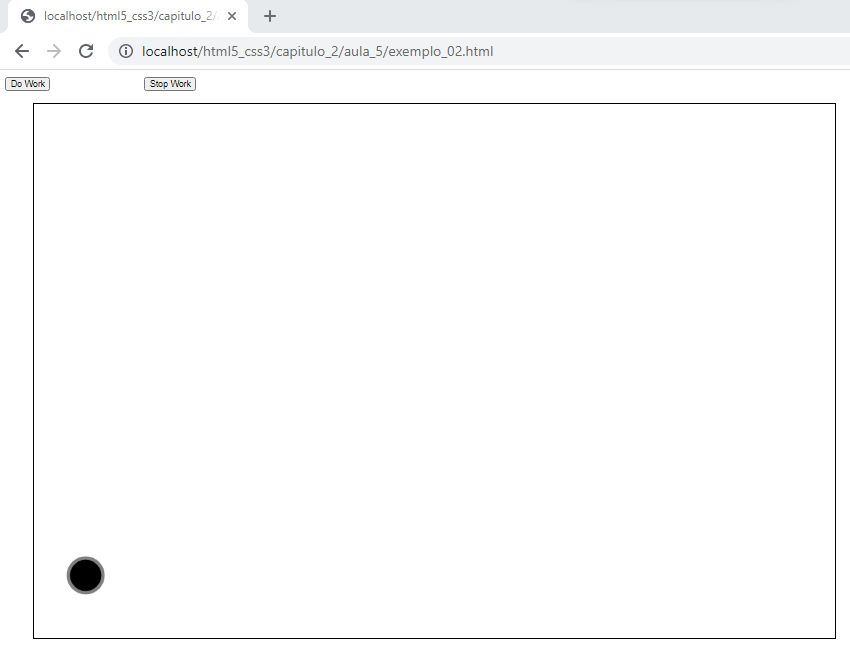 localhost/html5_css3/capitulo_2/
localhost/html5_css3/capitulo_2/aula_5/exemplo_02.html
Do Work Stop Work